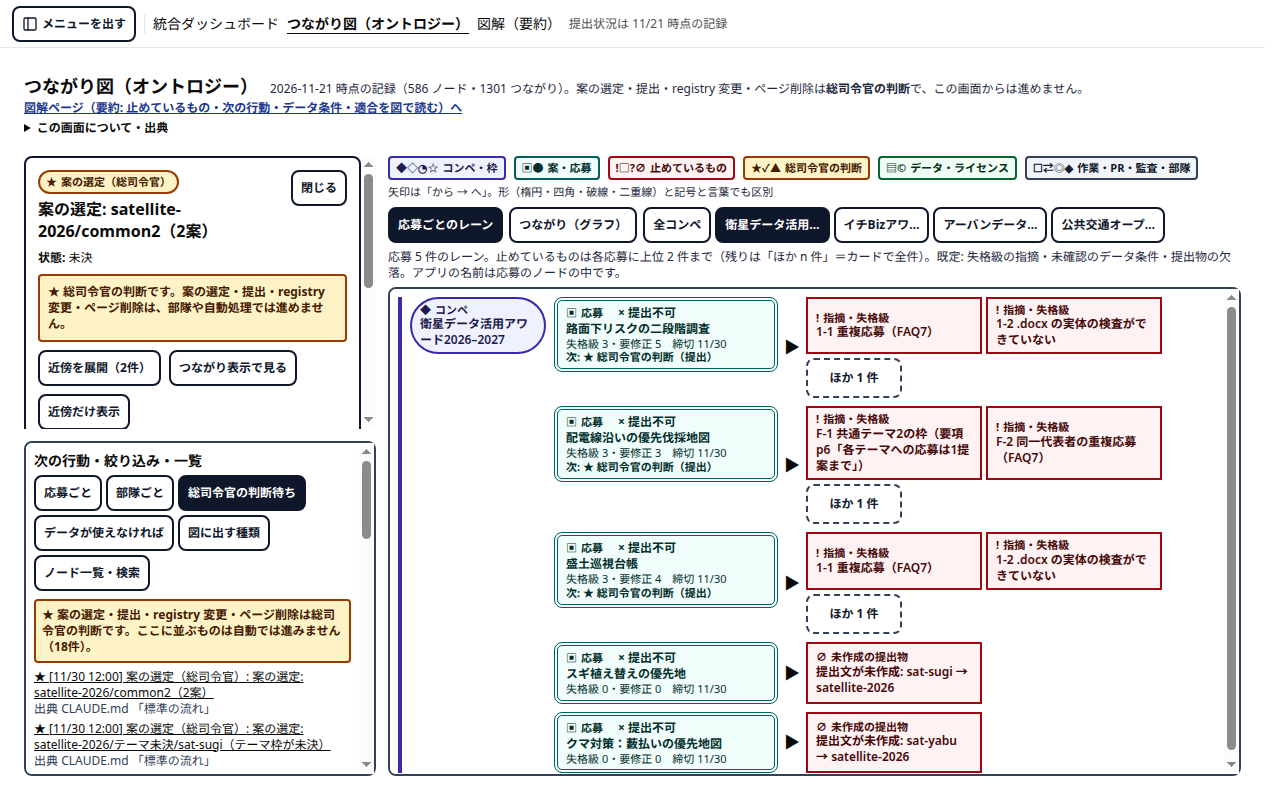 メニューを出す
統合ダッシュボード つながり図（オントロジー） 図解（要約） 提出状況は 11/21 時点の記録
つながり図（オントロジー） 2026-11-21 時点の記録（586 ノード・1301 つながり）。案の選定・提出・registry 変更・ページ削除は総司令官の判断で、この画面からは進めません。
図解ページ（要約: 止めているもの・次の行動・データ条件・適合を図で読む）へ
▶ この画面について・出典
★ 案の選定（総司令官）
閉じる
案の選定: satellite-
2026/common2（2案）
状態: 未決
★ 総司令官の判断です。案の選定・提出・registry
変更・ページ削除は、部隊や自動処理では進めませ
ん。
近傍を展開（2件） つながり表示で見る
近傍だけ表示
次の行動・絞り込み・一覧
応募ごと 部隊ごと 総司令官の判断待ち
データが使えなければ 図に出す種類
ノード一覧・検索
★ 案の選定・提出・registry 変更・ページ削除は総司
令官の判断です。ここに並ぶものは自動では進みません
（18件）。
★ [11/30 12:00] 案の選定（総司令官）: 案の選定:
satellite-2026/common2（2案）
出典 CLAUDE.md 「標準の流れ」
★ [11/30 12:00] 案の選定（総司令官）: 案の選定:
satellite-2026/テーマ未決/sat-sugi（テーマ枠が未決）
出典 CLAUDE.md 「標準の流れ」
◆◇◔☆ コンペ・枠 ▣● 案・応募 !□?⊘ 止めているもの ★✓▲ 総司令官の判断 ▤© データ・ライセンス □⇄◎◆ 作業・PR・監査・部隊
矢印は「から → へ」。形（楕円・四角・破線・二重線）と記号と言葉でも区別
応募ごとのレーン つながり（グラフ） 全コンペ 衛星データ活用... イチBizアワ... アーバンデータ... 公共交通オープ...
応募 5 件のレーン。止めているものは各応募に上位 2 件まで（残りは「ほか n 件」＝カードで全件）。既定: 失格級の指摘・未確認のデータ条件・提出物の欠
落。アプリの名前は応募のノードの中です。
◆ コンペ
衛星データ活用アワ
ード2026–2027
▣ 応募 × 提出不可
路面下リスクの二段階調査
失格級 3・要修正 5 締切 11/30
次: ★ 総司令官の判断（提出）
▶
! 指摘・失格級
1-1 重複応募（FAQ7）
! 指摘・失格級
1-2 .docx の実体の検査がで
きていない
ほか 1 件
▣ 応募 × 提出不可
配電線沿いの優先伐採地図
失格級 3・要修正 3 締切 11/30
次: ★ 総司令官の判断（提出）
▶
! 指摘・失格級
F-1 共通テーマ2の枠（要項
p6「各テーマへの応募は1提
案まで」）
! 指摘・失格級
F-2 同一代表者の重複応募
（FAQ7）
ほか 1 件
▣ 応募 × 提出不可
盛土巡視台帳
失格級 3・要修正 4 締切 11/30
次: ★ 総司令官の判断（提出）
▶
! 指摘・失格級
1-1 重複応募（FAQ7）
! 指摘・失格級
1-2 .docx の実体の検査がで
きていない
ほか 1 件
▣ 応募 × 提出不可
スギ植え替えの優先地
失格級 0・要修正 0 締切 11/30
▶
⊘ 未作成の提出物
提出文が未作成: sat-sugi →
satellite-2026
▣ 応募 × 提出不可
クマ対策：藪払いの優先地図
失格級 0・要修正 0 締切 11/30
▶
⊘ 未作成の提出物
提出文が未作成: sat-yabu
→ satellite-2026